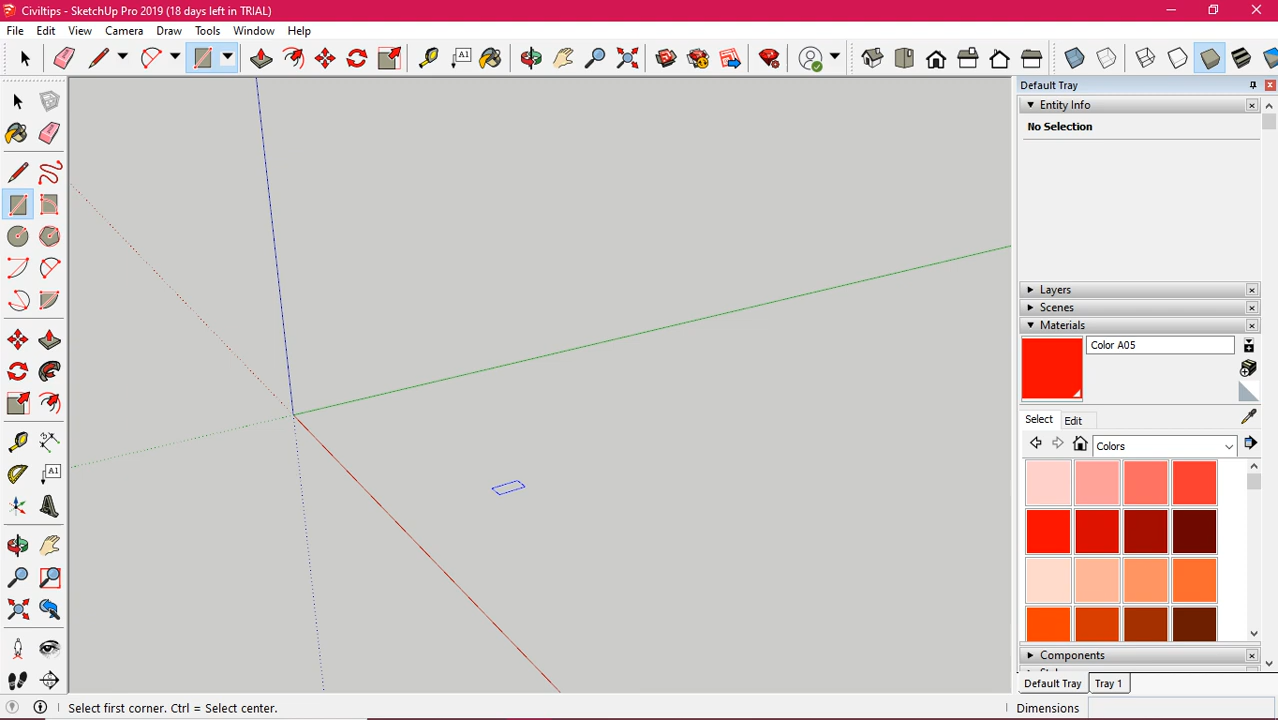 Civiltips - SketchUp Pro 2019 (18 days left in TRIAL)
File Edit View Camera Draw Tools Window Help
A1
Default Tray
Entity Info
No Selection
Layers
Scenes
Materials
Color A05
Select Edit
Colors
A1
Components
Default Tray Tray 1
Select first corner. Ctrl = Select center.
Dimensions